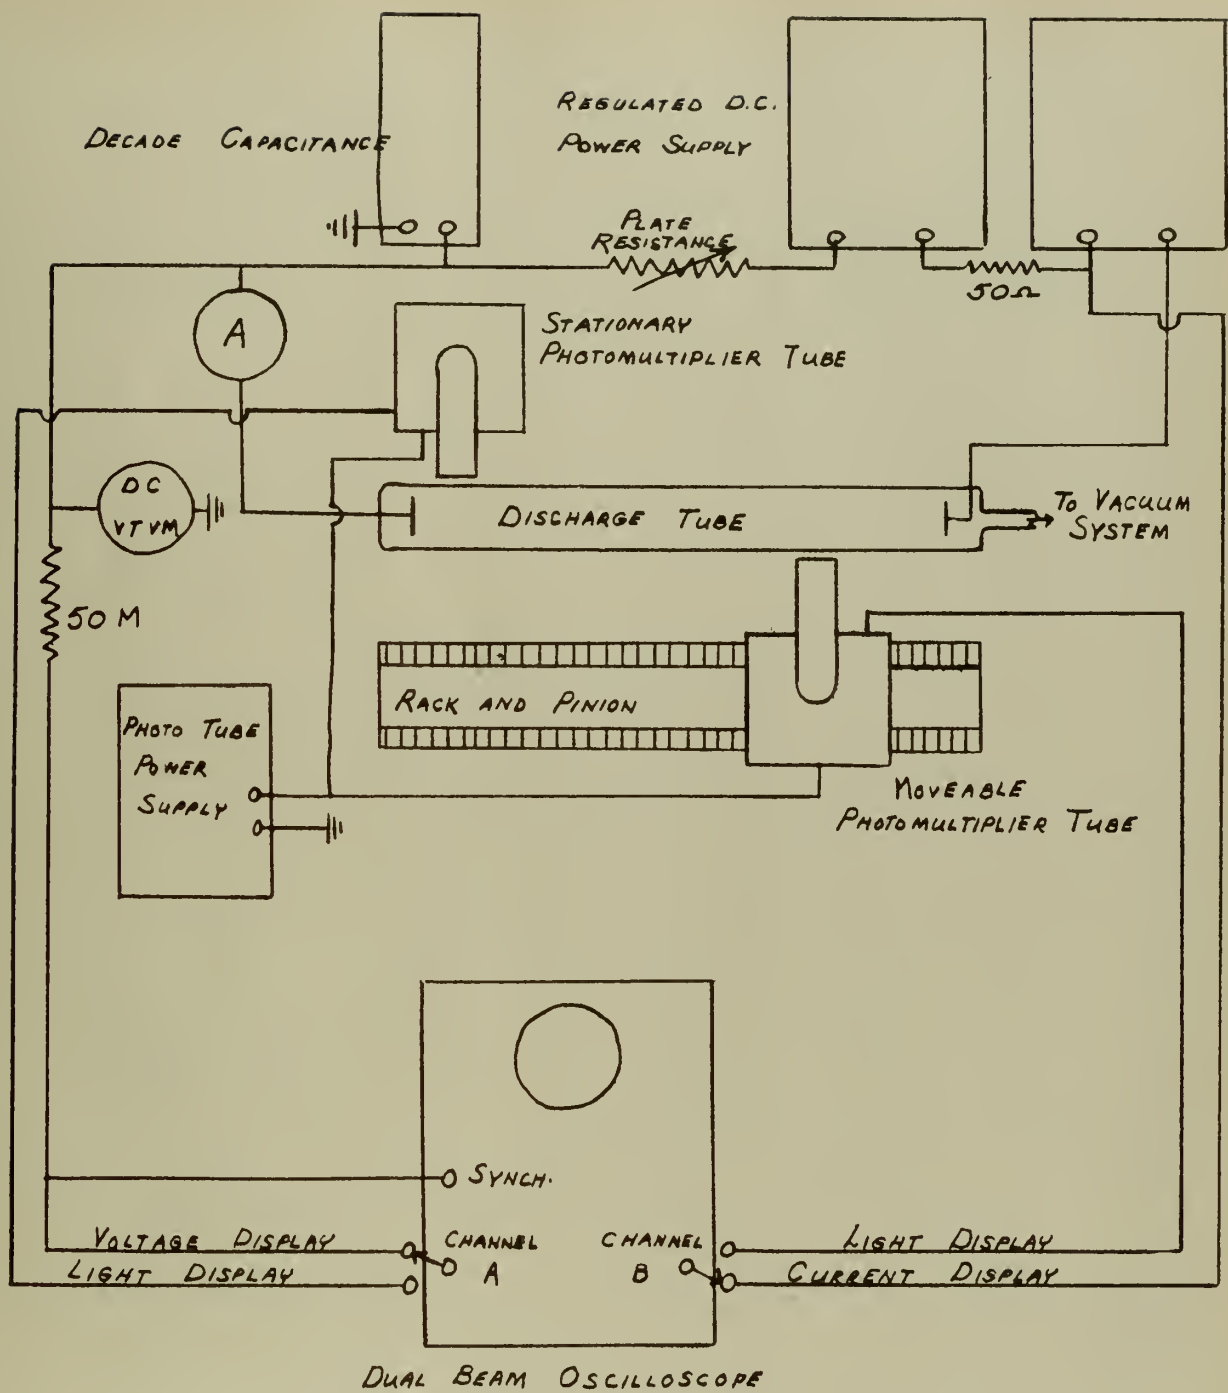 DECADE CAPACITANCE
REGULATED D.C.
POWER SUPPLY
PLATE
RESISTANCE
50Ω
A
STATIONARY
PHOTOMULTIPLIER TUBE
DC
VTVM
DISCHARGE TUBE
TO VACUUM
SYSTEM
50 M
RACK AND PINION
PHOTO TUBE
POWER
SUPPLY
MOVEABLE
PHOTOMULTIPLIER TUBE
SYNCH.
VOLTAGE DISPLAY
LIGHT DISPLAY
CHANNEL
A
CHANNEL
B
LIGHT DISPLAY
CURRENT DISPLAY
DUAL BEAM OSCILLOSCOPE